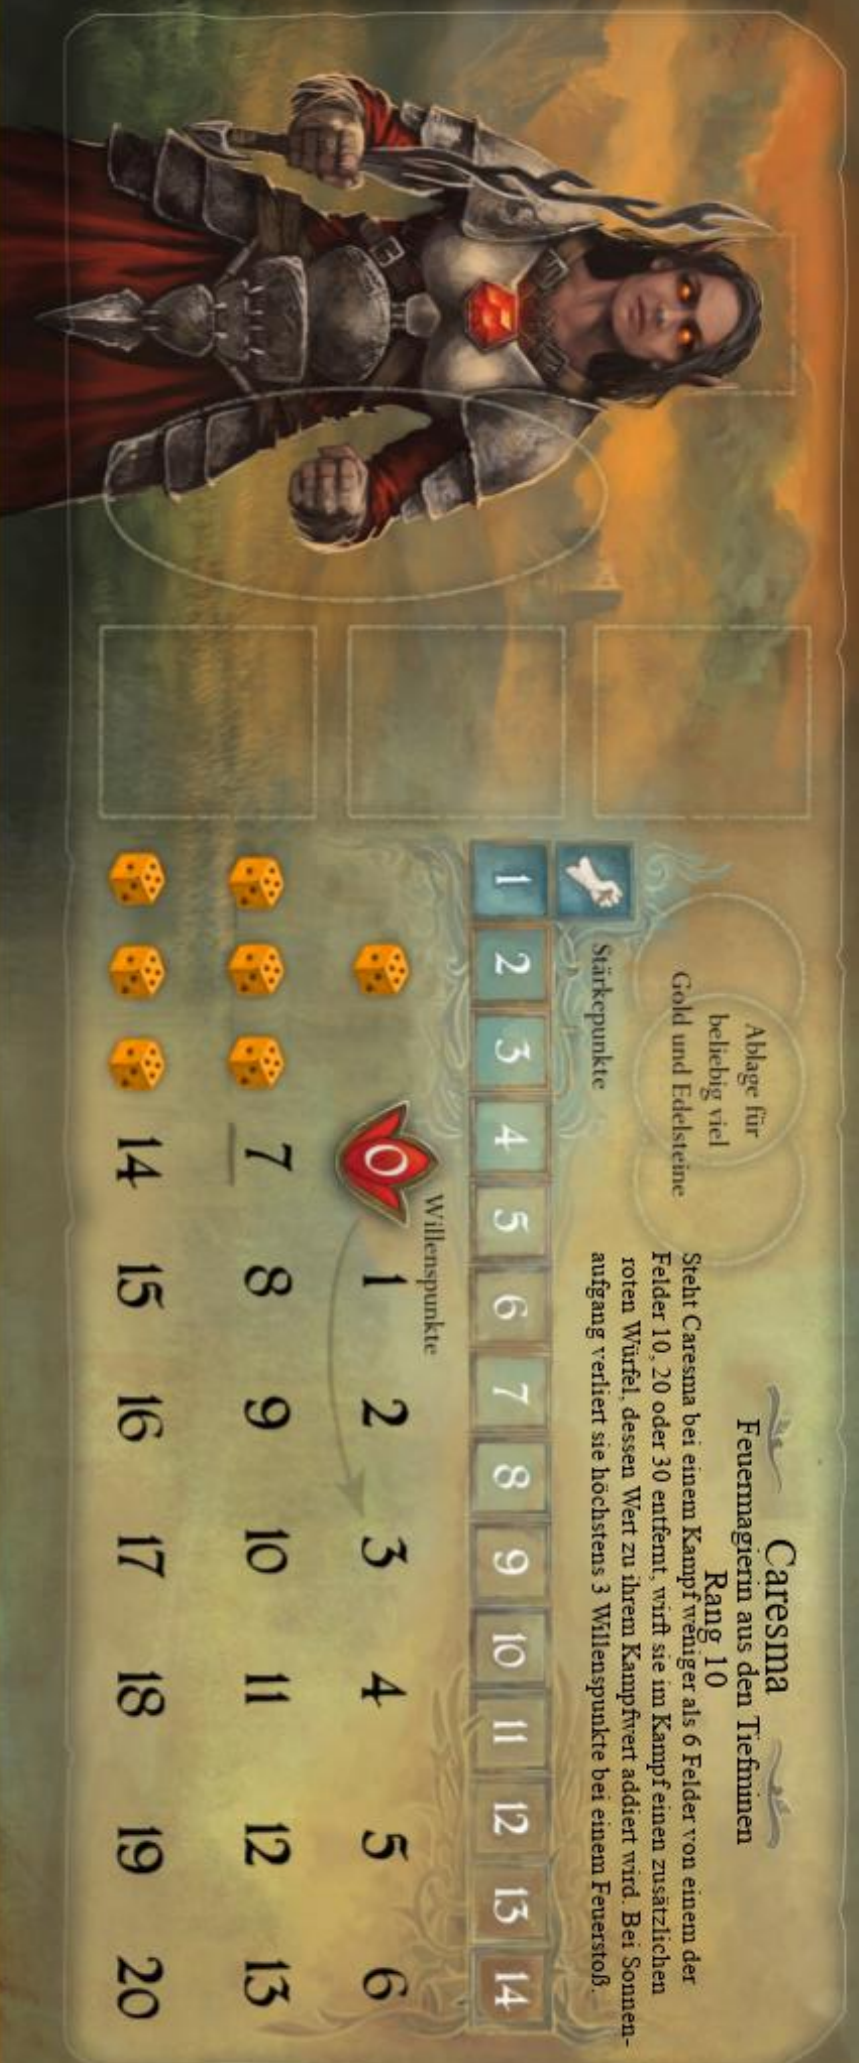 Caresma
Feuermagierin aus den Tiefminen
Rang 10
Steht Caresma bei einem Kampf weniger als 6 Felder von einem der
Felder 10, 20 oder 30 entfernt, wirft sie im Kampf einen zusätzlichen
roten Würfel, dessen Wert zu ihrem Kampfwert addiert wird. Bei Sonnen-
aufgang verliert sie höchstens 3 Willenspunkte bei einem Feuerstoß.
Ablage für
beliebig viel
Gold und Edelsteine
Stärkepunkte
1 2 3 4 5 6 7 8 9 10 11 12 13 14
Willenspunkte
0 1 2 3 4 5 6
7 8 9 10 11 12 13
14 15 16 17 18 19 20